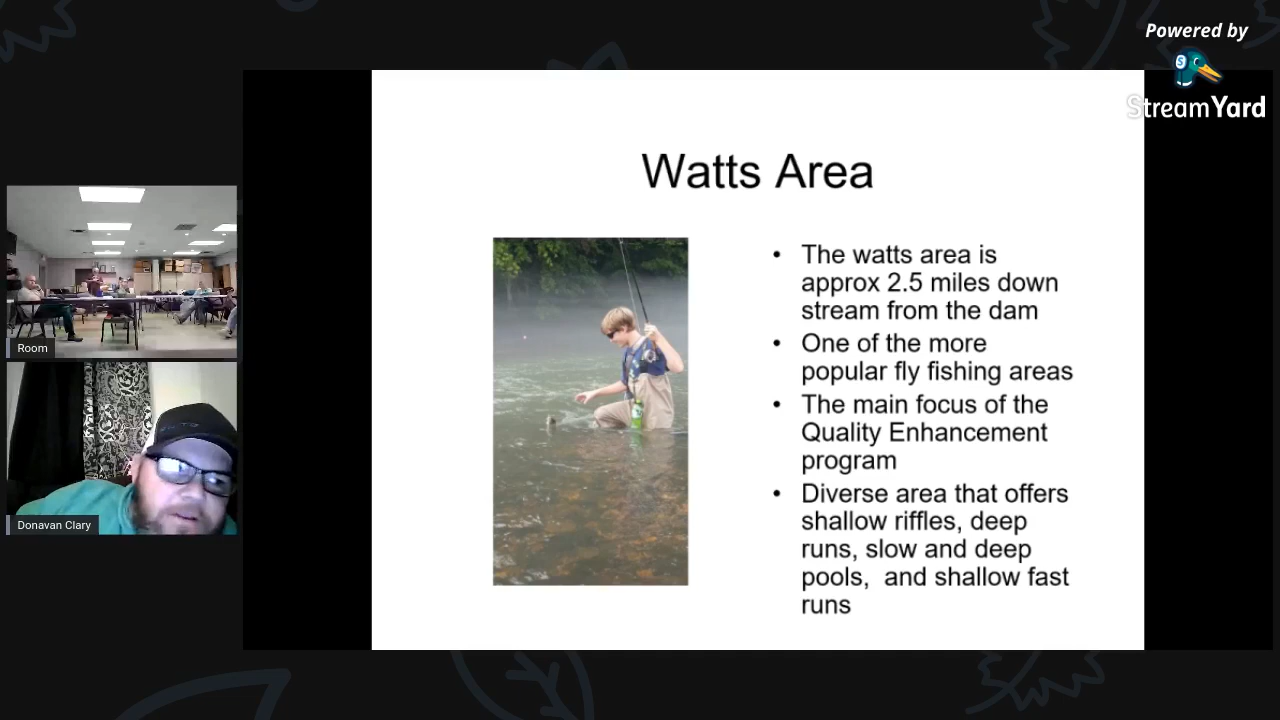 Powered by
StreamYard
Watts Area
• The watts area is
approx 2.5 miles down
stream from the dam
• One of the more
popular fly fishing areas
• The main focus of the
Quality Enhancement
program
• Diverse area that offers
shallow riffles, deep
runs, slow and deep
pools, and shallow fast
runs
Room
Donavan Clary